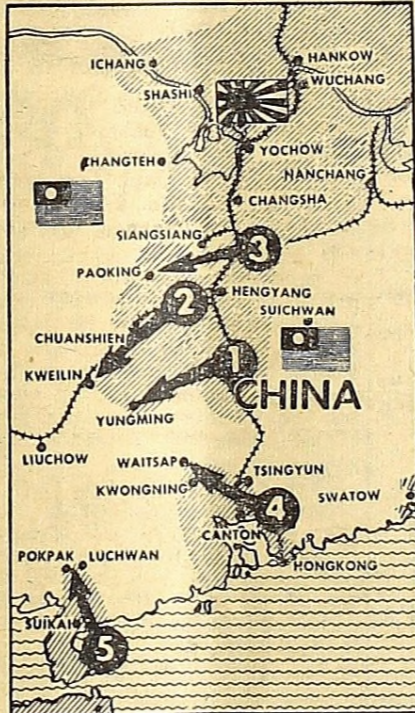 ICHANG
HANKOW
WUCHANG
SHASHI
YOCHOW
CHANGTEH
NANCHANG
CHANGSHA
SIANGSIANG
3
PAOKING
2
HENGYANG
SUICHWAN
CHUANSHIEN
1
KWEILIN
CHINA
YUNGMING
LIUCHOW
WAITSAP
TSINGYUN
KWONGNING
SWATOW
4
CANTON
POKPAK
LUCHWAN
HONGKONG
SUIKAI
5